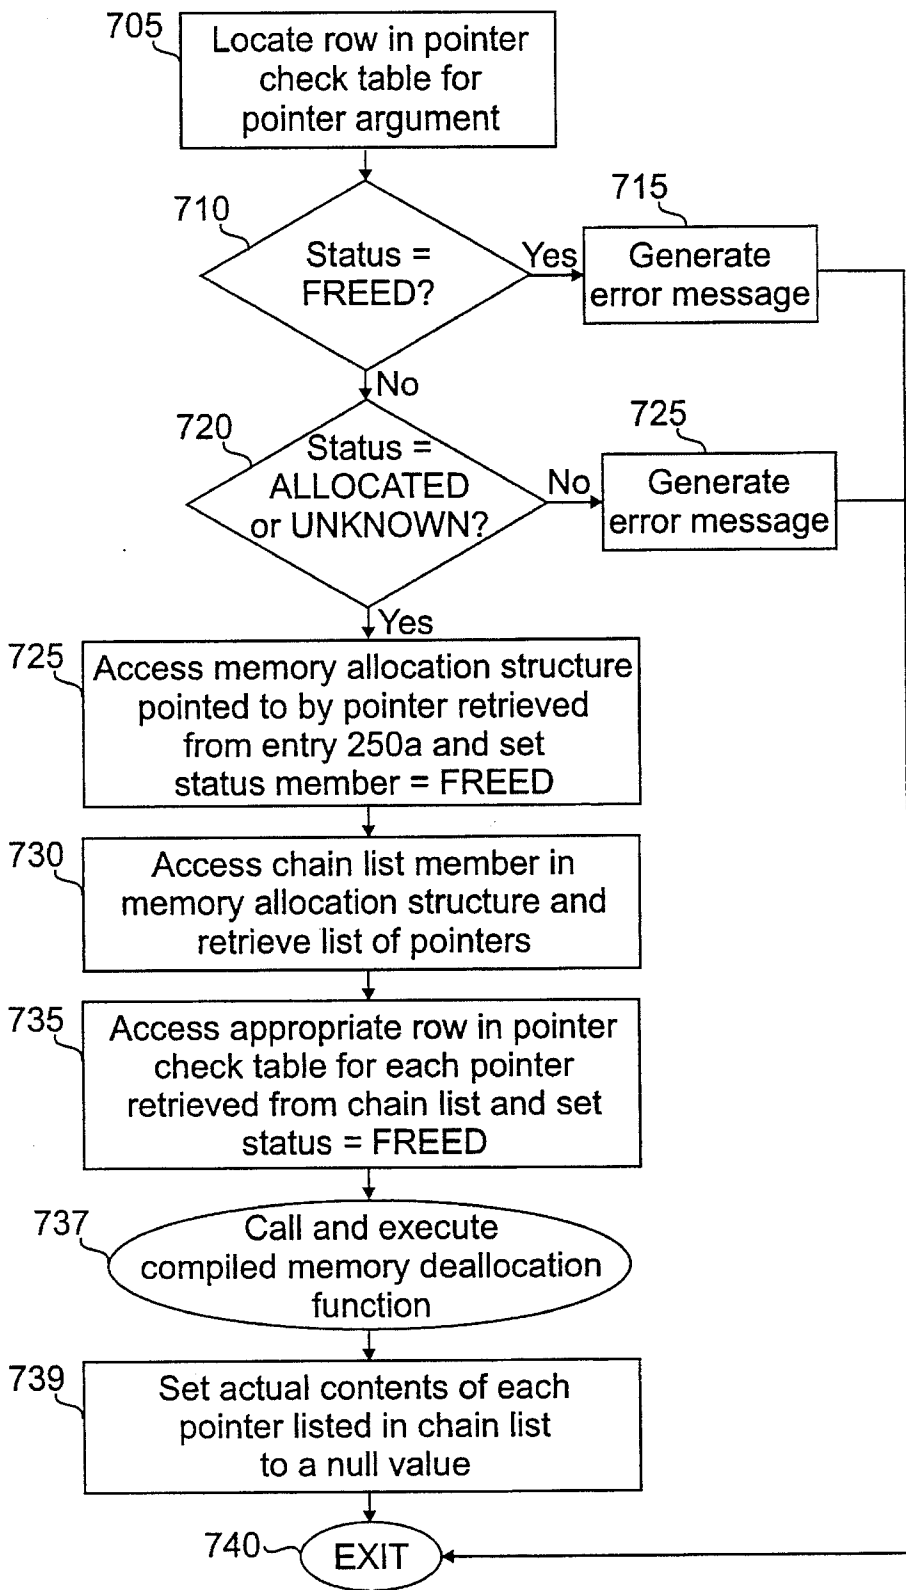 705
Locate row in pointer
check table for
pointer argument
710
Status =
FREED?
Yes
715
Generate
error message
No
720
Status =
ALLOCATED
or UNKNOWN?
No
725
Generate
error message
Yes
725
Access memory allocation structure
pointed to by pointer retrieved
from entry 250a and set
status member = FREED
730
Access chain list member in
memory allocation structure and
retrieve list of pointers
735
Access appropriate row in pointer
check table for each pointer
retrieved from chain list and set
status = FREED
737
Call and execute
compiled memory deallocation
function
739
Set actual contents of each
pointer listed in chain list
to a null value
740
EXIT